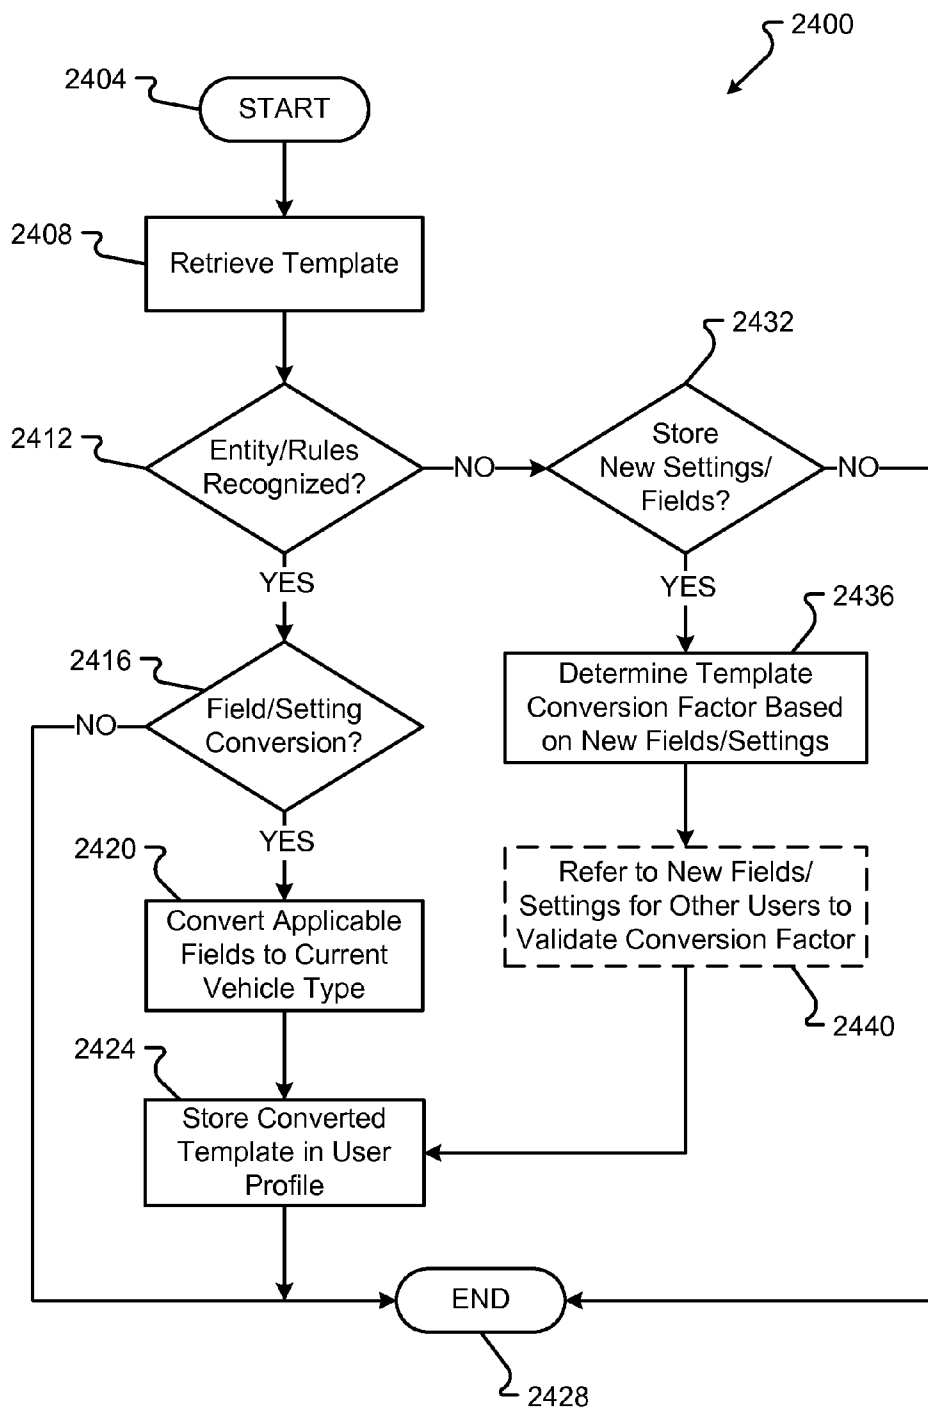 2400
2404
START
2408
Retrieve Template
2432
2412
Entity/Rules
Recognized?
NO
Store
New Settings/
Fields?
NO
YES
YES
2436
2416
Field/Setting
Conversion?
NO
Determine Template
Conversion Factor Based
on New Fields/Settings
YES
2420
Convert Applicable
Fields to Current
Vehicle Type
Refer to New Fields/
Settings for Other Users to
Validate Conversion Factor
2440
2424
Store Converted
Template in User
Profile
END
2428